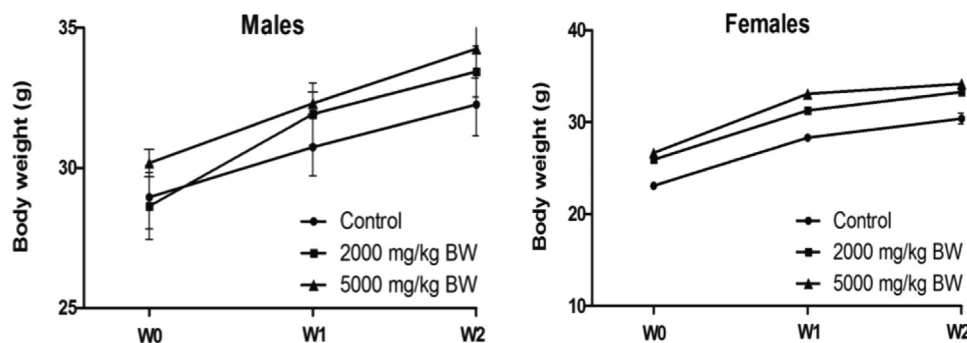 Males
Body weight (g)
35
30
25
Control
2000 mg/kg BW
5000 mg/kg BW
W0 W1 W2
Females
Body weight (g)
40
30
20
10
Control
2000 mg/kg BW
5000 mg/kg BW
W0 W1 W2